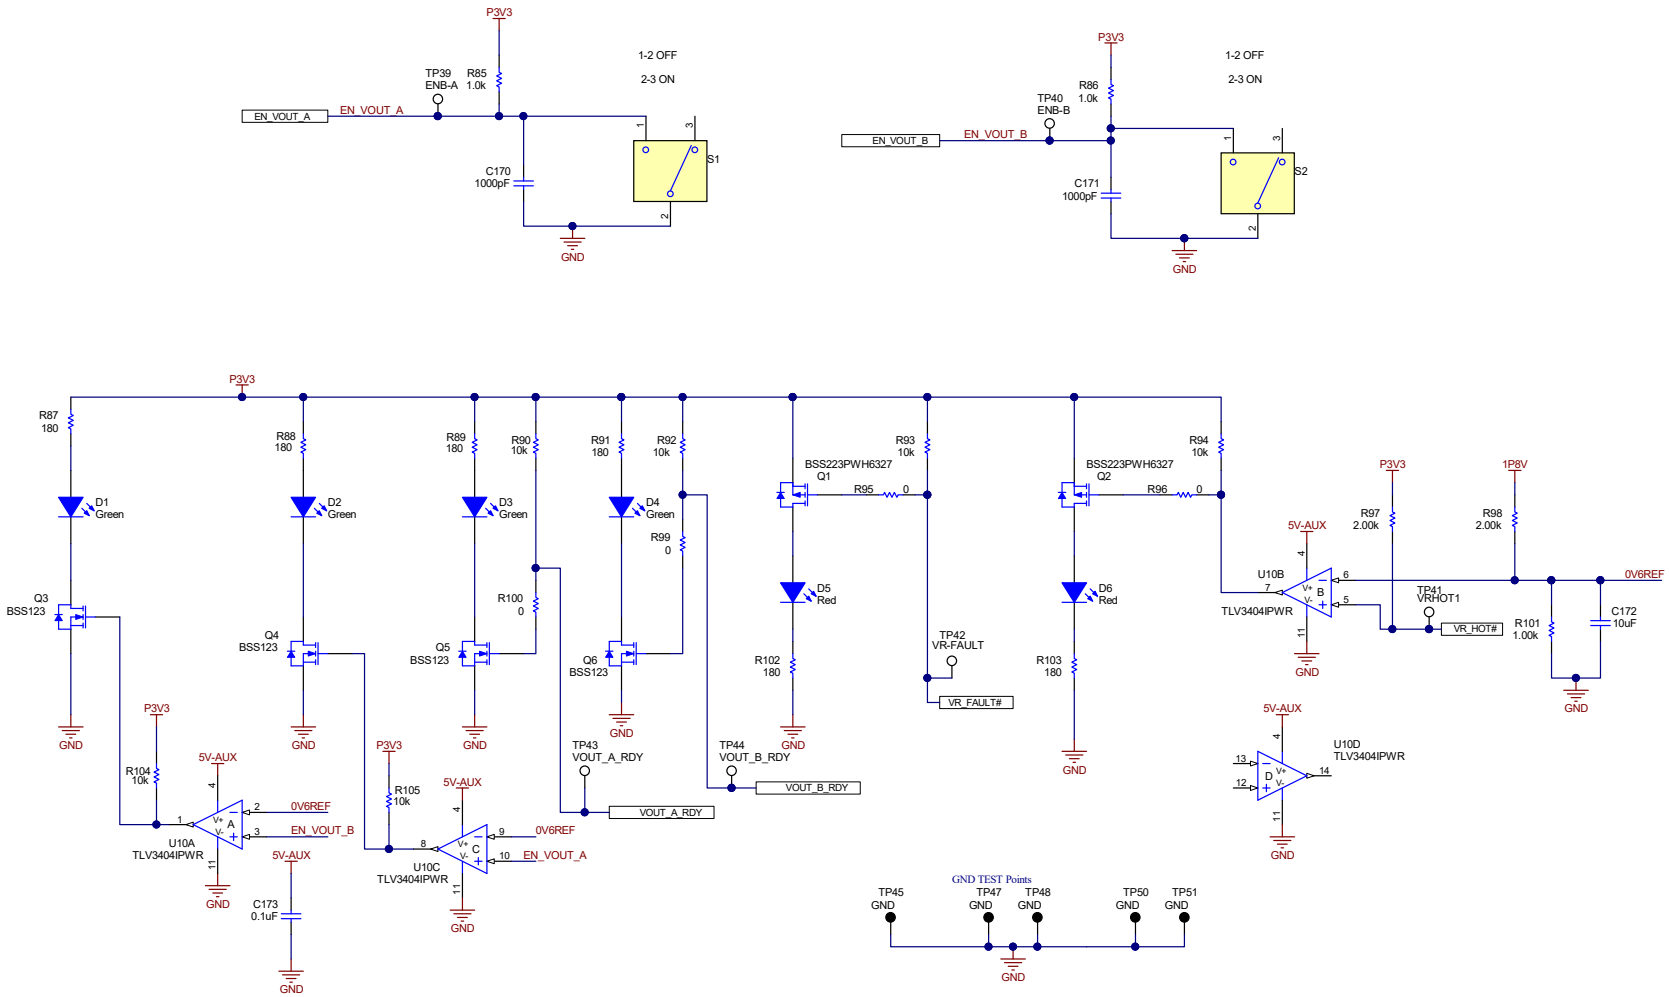 P3V3
1-2 OFF
2-3 ON
TP39
ENB-A
R85
1.0k
EN_VOUT_A
EN_VOUT_A
1
3
S1
C170
1000pF
2
GND
P3V3
1-2 OFF
2-3 ON
TP40
ENB-B
R86
1.0k
EN_VOUT_B
EN_VOUT_B
1
3
S2
C171
1000pF
2
GND
P3V3
R87
180
R88
180
R89
180
R90
10k
R91
180
R92
10k
BSS223PWH6327
Q1
R93
10k
BSS223PWH6327
Q2
R94
10k
P3V3
1P8V
D1
Green
D2
Green
D3
Green
D4
Green
R95
0
R96
0
R97
2.00k
R98
2.00k
R99
0
5V-AUX
4
U10B
7
V+
V-
B
6
5
11
TLV3404IPWR
GND
0V6REF
TP41
VRHOT1
VR_HOT#
R101
1.00k
C172
10uF
GND
Q3
BSS123
Q4
BSS123
Q5
BSS123
R100
0
Q6
BSS123
D5
Red
D6
Red
R102
180
R103
180
TP42
VR-FAULT
VR_FAULT#
GND
GND
GND
GND
GND
GND
P3V3
R104
10k
5V-AUX
4
1
V+
V-
A
2
3
0V6REF
EN_VOUT_B
11
U10A
TLV3404IPWR
GND
5V-AUX
C173
0.1uF
GND
P3V3
R105
10k
5V-AUX
4
8
V+
V-
C
9
10
0V6REF
EN_VOUT_A
11
U10C
TLV3404IPWR
GND
TP43
VOUT_A_RDY
VOUT_A_RDY
TP44
VOUT_B_RDY
VOUT_B_RDY
5V-AUX
4
U10D
TLV3404IPWR
13
12
V+
V-
D
14
11
GND
GND TEST Points
TP45
GND
TP47
GND
TP48
GND
TP50
GND
TP51
GND
GND